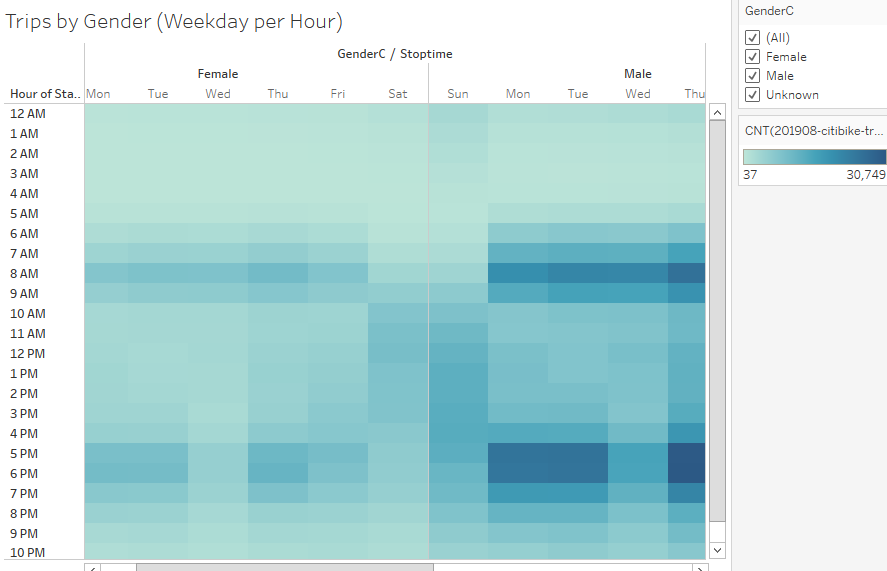 Trips by Gender (Weekday per Hour)
GenderC / Stoptime
Female Male
Hour of Sta.. Mon Tue Wed Thu Fri Sat Sun Mon Tue Wed Thu
12 AM
1 AM
2 AM
3 AM
4 AM
5 AM
6 AM
7 AM
8 AM
9 AM
10 AM
11 AM
12 PM
1 PM
2 PM
3 PM
4 PM
5 PM
6 PM
7 PM
8 PM
9 PM
10 PM
GenderC
(All)
Female
Male
Unknown
CNT(201908-citibike-tr...
37 30,749